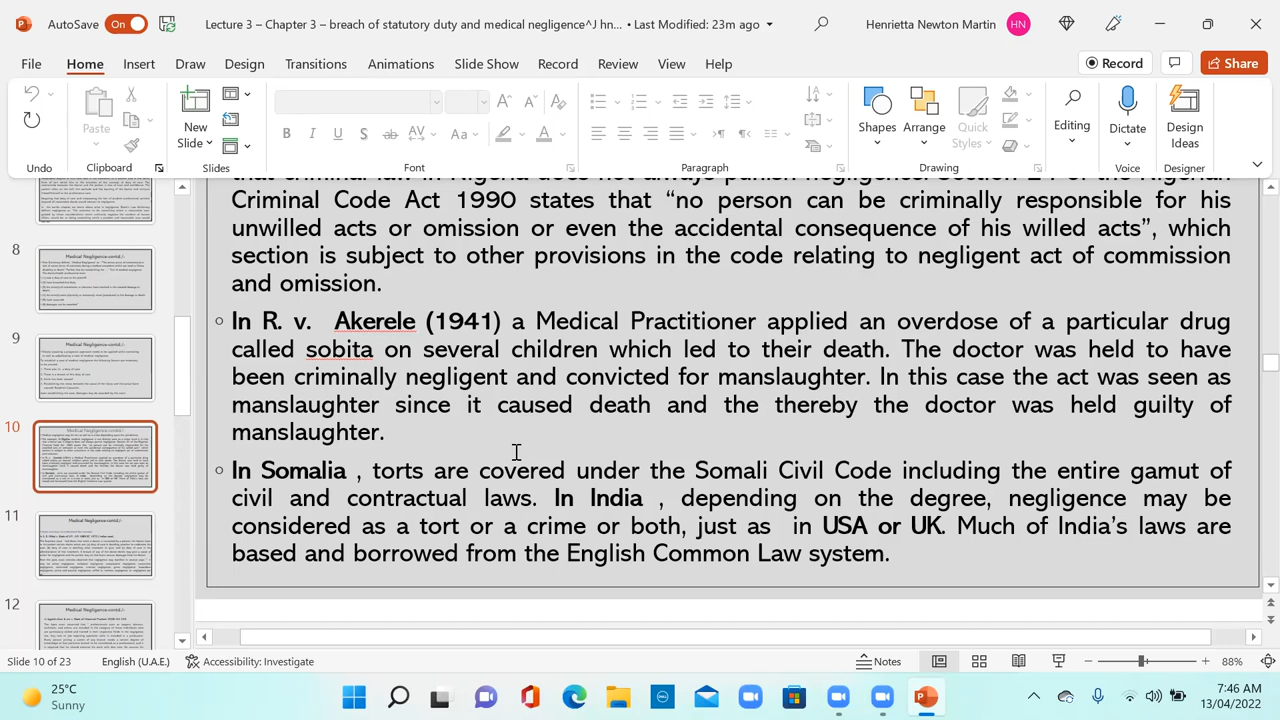 AutoSave On Lecture 3 – Chapter 3 – breach of statutory duty and medical negligence^J hn... • Last Modified: 23m ago Henrietta Newton Martin HN
File Home Insert Draw Design Transitions Animations Slide Show Record Review View Help Record Share
Paste New Slide Shapes Arrange Quick Styles Editing Dictate Design Ideas
B I S ab AV Aa A
Undo Clipboard Slides Font Paragraph Drawing Voice Designer
Criminal Code Act 1990 states that “no person can be criminally responsible for his
unwilled acts or omission or even the accidental consequence of his willed acts”, which
section is subject to other provisions in the code relating to negligent act of commission
and omission.
In R. v. Akerele (1941) a Medical Practitioner applied an overdose of a particular drug
called sobita on several children which led to their death. The doctor was held to have
been criminally negligent and convicted for manslaughter. In this case the act was seen as
manslaughter since it caused death and the thereby the doctor was held guilty of
manslaughter.
In Somalia , torts are covered under the Somali Civil Code including the entire gamut of
civil and contractual laws. In India , depending on the degree, negligence may be
considered as a tort or a crime or both, just as in USA or UK. Much of India’s laws are
eased and borrowed from the English Common Law system.
8
9
10
11
12
Slide 10 of 23 English (U.A.E.) Accessibility: Investigate Notes 88%
25°C
Sunny
7:46 AM
13/04/2022